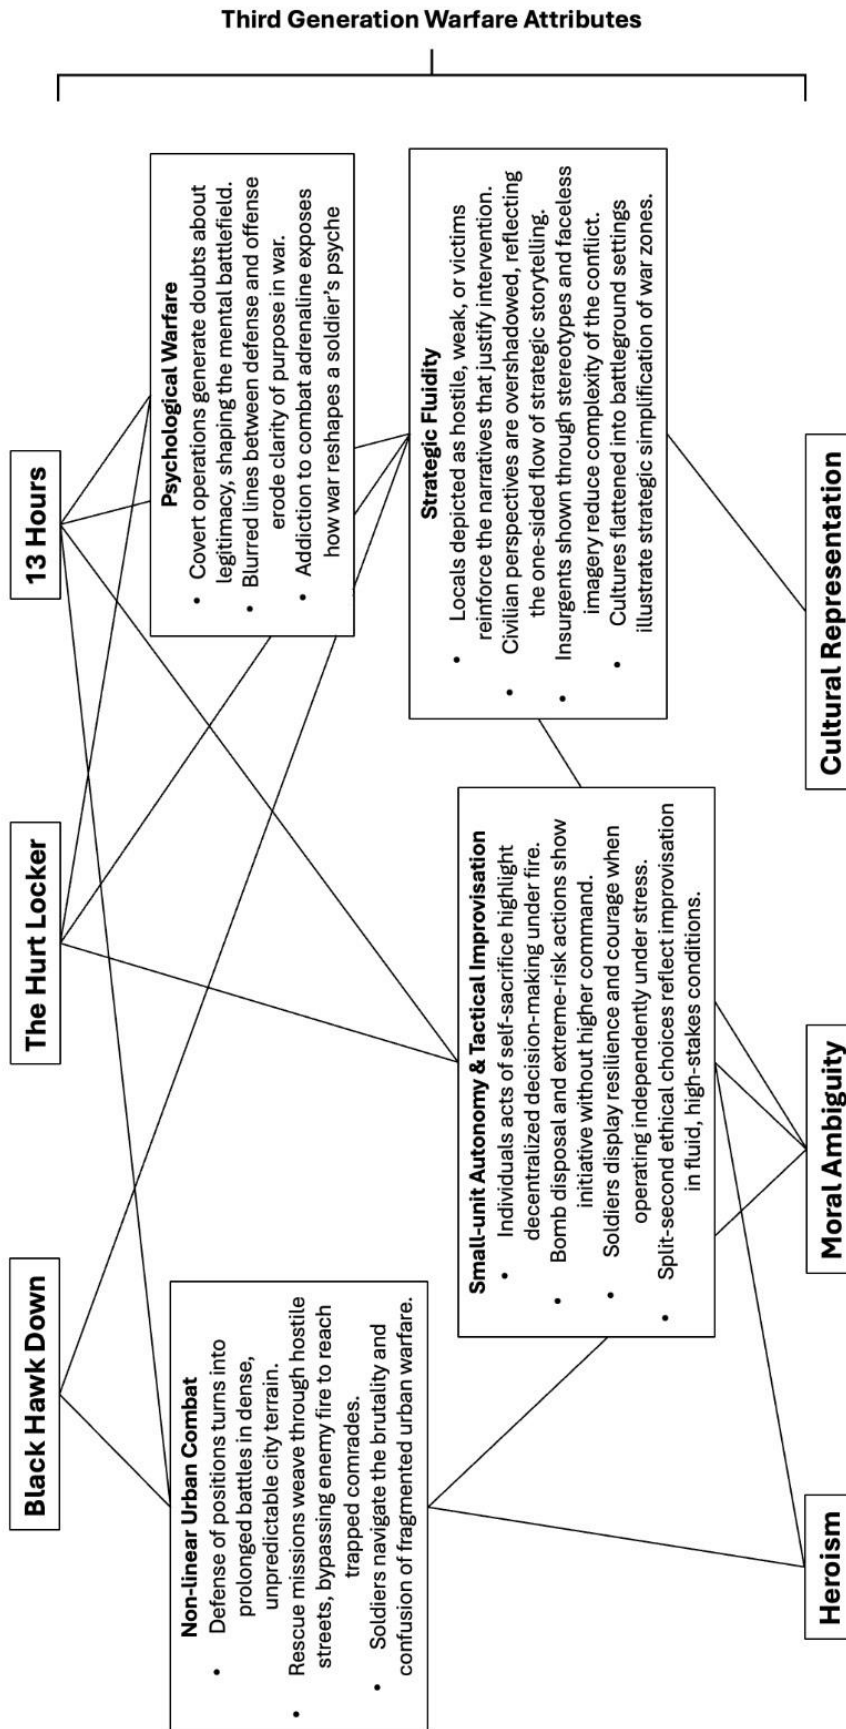 Third Generation Warfare Attributes
Black Hawk Down
The Hurt Locker
13 Hours
Non-linear Urban Combat
• Defense of positions turns into
prolonged battles in dense,
unpredictable city terrain.
• Rescue missions weave through hostile
streets, bypassing enemy fire to reach
trapped comrades.
• Soldiers navigate the brutality and
confusion of fragmented urban warfare.
Psychological Warfare
• Covert operations generate doubts about
legitimacy, shaping the mental battlefield.
• Blurred lines between defense and offense
erode clarity of purpose in war.
• Addiction to combat adrenaline exposes
how war reshapes a soldier's psyche
Small-unit Autonomy & Tactical Improvisation
• Individuals acts of self-sacrifice highlight
decentralized decision-making under fire.
• Bomb disposal and extreme-risk actions show
initiative without higher command.
• Soldiers display resilience and courage when
operating independently under stress.
• Split-second ethical choices reflect improvisation
in fluid, high-stakes conditions.
Strategic Fluidity
• Locals depicted as hostile, weak, or victims
reinforce the narratives that justify intervention.
• Civilian perspectives are overshadowed, reflecting
the one-sided flow of strategic storytelling.
• Insurgents shown through stereotypes and faceless
imagery reduce complexity of the conflict.
• Cultures flattened into battleground settings
illustrate strategic simplification of war zones.
Heroism
Moral Ambiguity
Cultural Representation